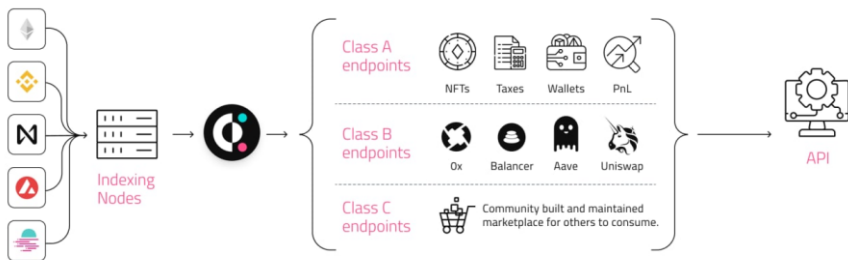 Indexing
Nodes
Class A
endpoints
NFTs
Taxes
Wallets
PnL
Class B
endpoints
0x
Balancer
Aave
Uniswap
Class C
endpoints
Community built and maintained
marketplace for others to consume.
API